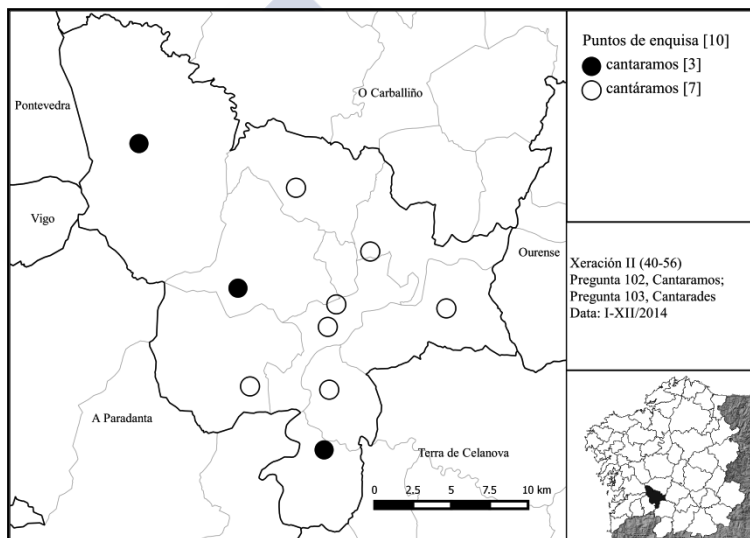 Puntos de enquisa [10]
cantaramos [3]
cantáramos [7]
Pontevedra
O Carballiño
Vigo
Ourense
Xeración II (40-56)
Pregunta 102, Cantaramos;
Pregunta 103, Cantarades
Data: I-XII/2014
A Paradanta
Terra de Celanova
0 2,5 5 7,5 10 km